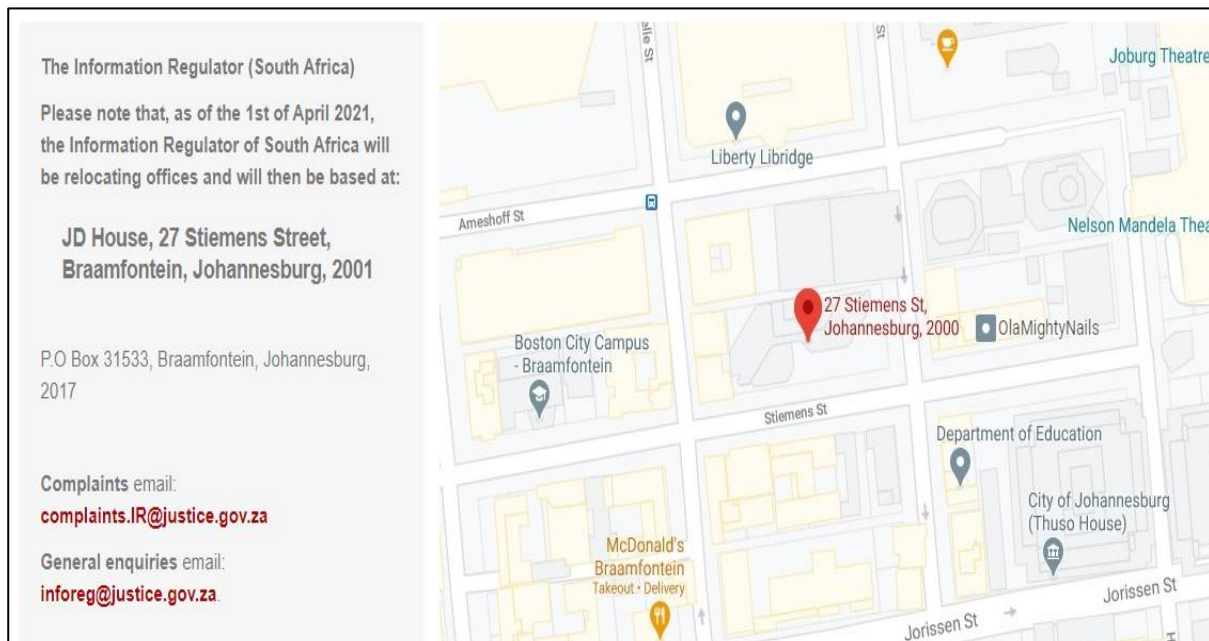 The Information Regulator (South Africa)
Please note that, as of the 1st of April 2021,
the Information Regulator of South Africa will
be relocating offices and will then be based at:
JD House, 27 Stiemens Street,
Braamfontein, Johannesburg, 2001
P.O Box 31533, Braamfontein, Johannesburg,
2017
Complaints email:
complaints.IR@justice.gov.za
General enquiries email:
inforeg@justice.gov.za.
elle St
St
Joburg Theatre
Liberty Libridge
Ameshoff St
Nelson Mandela Thea
27 Stiemens St,
Johannesburg, 2000
OlaMightyNails
Boston City Campus
- Braamfontein
Stiemens St
Department of Education
City of Johannesburg
(Thuso House)
McDonald's
Braamfontein
Takeout • Delivery
Jorissen St
Jorissen St
H